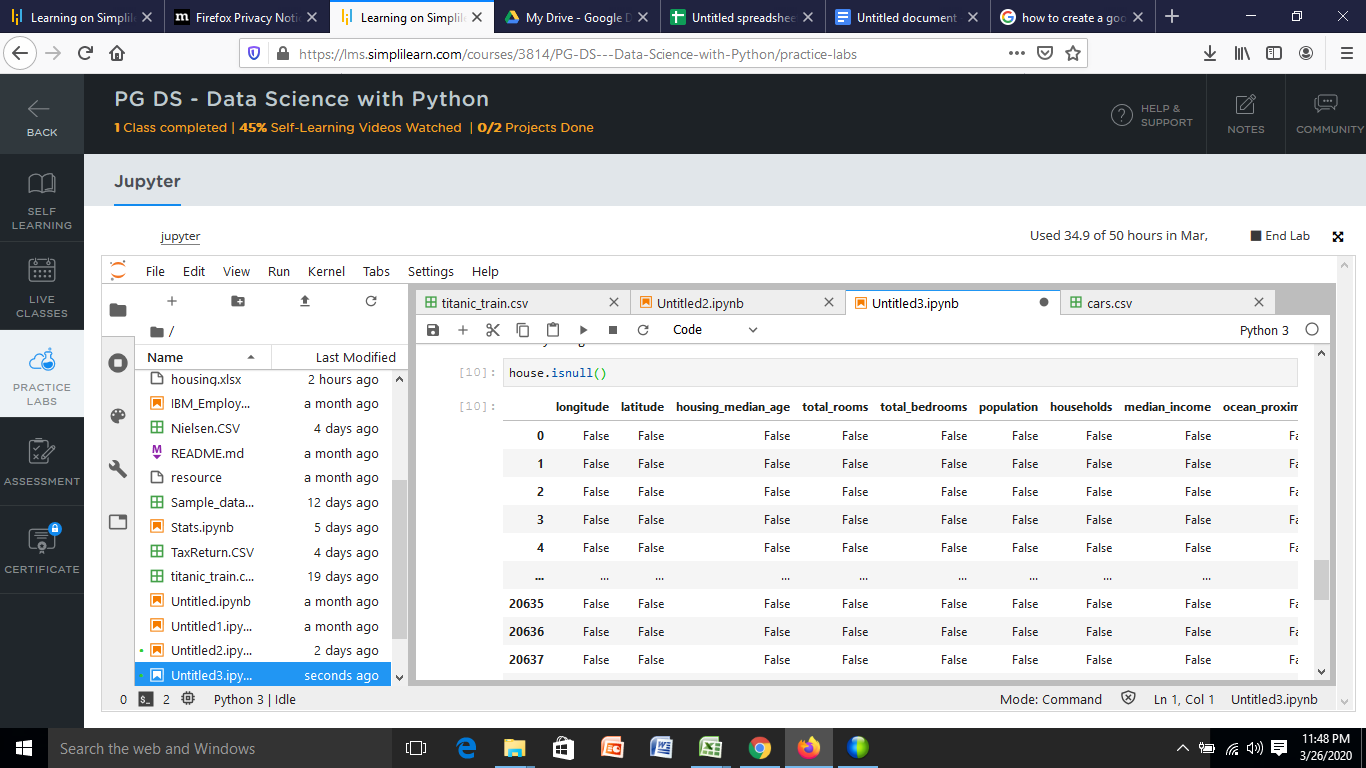 Learning on Simplile
Firefox Privacy Noti
Learning on Simplile
My Drive - Google D
Untitled spreadshee
Untitled document
how to create a goo
https://lms.simplilearn.com/courses/3814/PG-DS---Data-Science-with-Python/practice-labs
BACK
PG DS - Data Science with Python
1 Class completed | 45% Self-Learning Videos Watched | 0/2 Projects Done
HELP & SUPPORT
NOTES
COMMUNITY
SELF LEARNING
LIVE CLASSES
PRACTICE LABS
ASSESSMENT
CERTIFICATE
Jupyter
jupyter
Used 34.9 of 50 hours in Mar,
End Lab
File Edit View Run Kernel Tabs Settings Help
/
Name Last Modified
housing.xlsx 2 hours ago
IBM_Employ... a month ago
Nielsen.CSV 4 days ago
README.md a month ago
resource a month ago
Sample_data... 12 days ago
Stats.ipynb 5 days ago
TaxReturn.CSV 4 days ago
titanic_train.c... 19 days ago
Untitled.ipynb a month ago
Untitled1.ipy... a month ago
Untitled2.ipy... 2 days ago
Untitled3.ipy... seconds ago
titanic_train.csv Untitled2.ipynb Untitled3.ipynb cars.csv
Code Python 3
[10]: house.isnull()
[10]: longitude latitude housing_median_age total_rooms total_bedrooms population households median_income ocean_proxim
0 False False False False False False False False Fa
1 False False False False False False False False Fa
2 False False False False False False False False Fa
3 False False False False False False False False Fa
4 False False False False False False False False Fa
... ... ... ... ... ... ... ... ...
20635 False False False False False False False False Fa
20636 False False False False False False False False Fa
20637 False False False False False False False False Fa
0 2 Python 3 | Idle Mode: Command Ln 1, Col 1 Untitled3.ipynb
Search the web and Windows
11:48 PM
3/26/2020